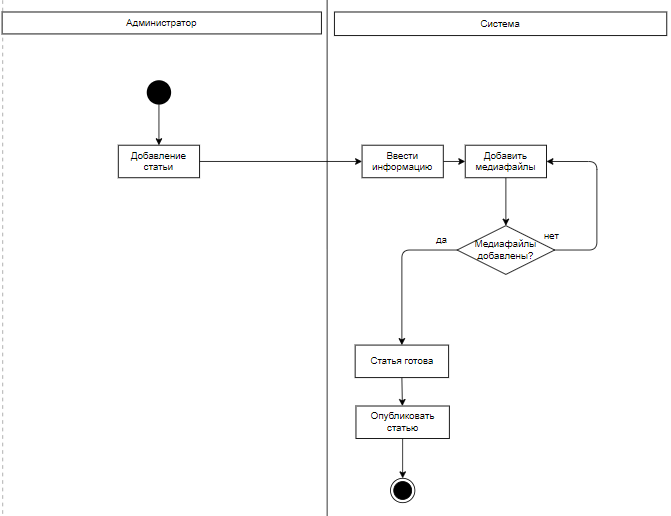 Администратор
Система
Добавление
статьи
Ввести
информацию
Добавить
медиафайлы
Медиафайлы
добавлены?
да
нет
Статья готова
Опубликовать
статью